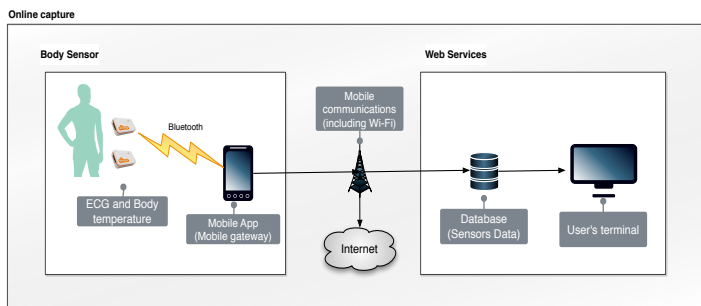 Online capture
Body Sensor
Web Services
Mobile
communications
(including Wi-Fi)
Bluetooth
ECG and Body
temperature
Mobile App
(Mobile gateway)
Internet
Database
(Sensors Data)
User's terminal